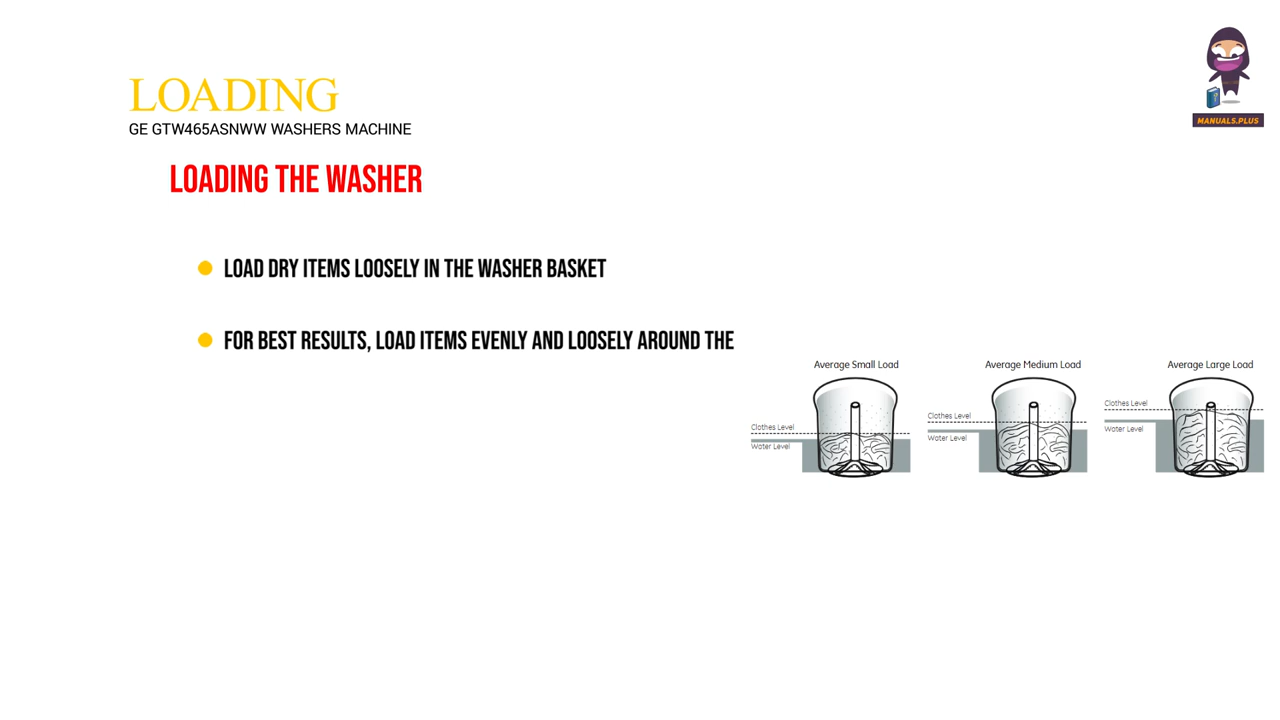 LOADING
GE GTW465ASNWW WASHERS MACHINE
LOADING THE WASHER
LOAD DRY ITEMS LOOSELY IN THE WASHER BASKET
FOR BEST RESULTS, LOAD ITEMS EVENLY AND LOOSELY AROUND THE
Average Small Load
Clothes Level
Water Level
Average Medium Load
Clothes Level
Water Level
Average Large Load
Clothes Level
Water Level
MANUALS.PLUS